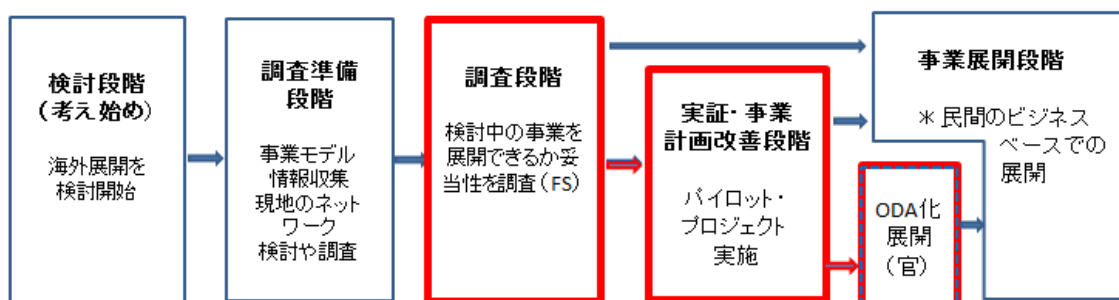 検討段階
(考え始め)
海外展開を
検討開始
調査準備
段階
事業モデル
情報収集
現地のネット
ワーク
検討や調査
調査段階
検討中の事業を
展開できるか妥
当性を調査(FS)
実証・事業
計画改善段階
パイロット・
プロジェクト
実施
ODA化
展開
(官)
事業展開段階
＊民間のビジネス
ベースでの
展開